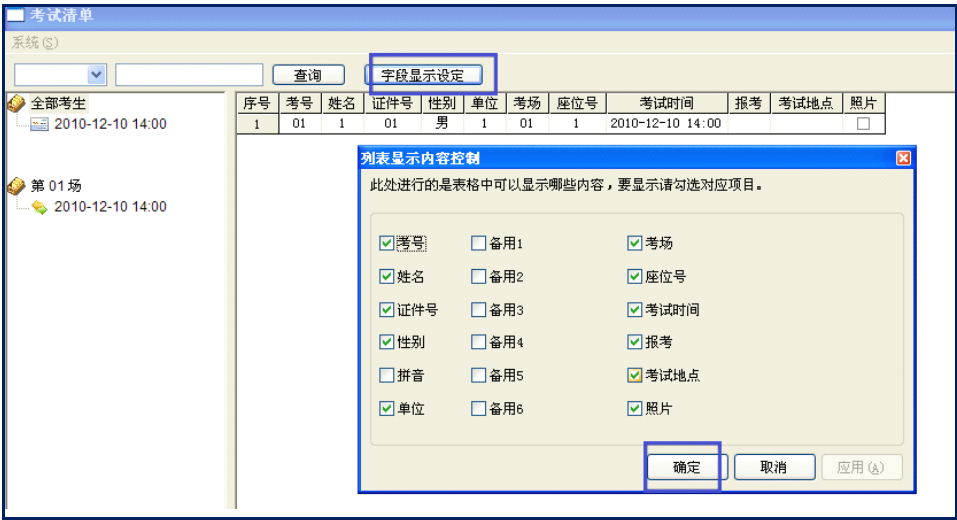 考试清单
系统(S)
查询 字段显示设定
全部考生
2010-12-10 14:00
第 01 场
2010-12-10 14:00
序号 考号 姓名 证件号 性别 单位 考场 座位号 考试时间 报考 考试地点 照片
1 01 1 01 男 1 01 1 2010-12-10 14:00
列表显示内容控制
此处进行的是表格中可以显示哪些内容,要显示请勾选对应项目。
考号 备用1 考场
姓名 备用2 座位号
证件号 备用3 考试时间
性别 备用4 报考
拼音 备用5 考试地点
单位 备用6 照片
确定 取消 应用(A)